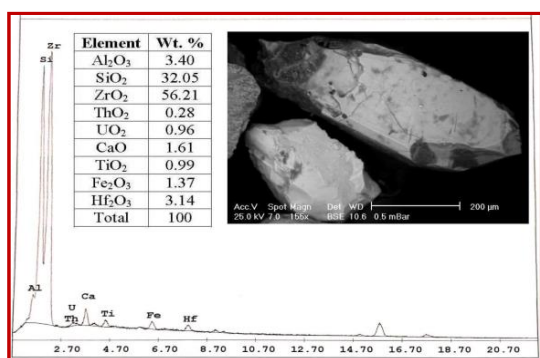 Zr
Si
Element Wt. %
Al₂O₃ 3.40
SiO₂ 32.05
ZrO₂ 56.21
ThO₂ 0.28
UO₂ 0.96
CaO 1.61
TiO₂ 0.99
Fe₂O₃ 1.37
Hf₂O₃ 3.14
Total 100
Acc.V Spot Magn Det WD
25.0 kV 7.0 155x BSE 10.6 0.5 mBar
200 µm
Al
U
Th
Ca
Ti
Fe
Hf
2.70 4.70 6.70 8.70 10.70 12.70 14.70 16.70 18.70 20.70